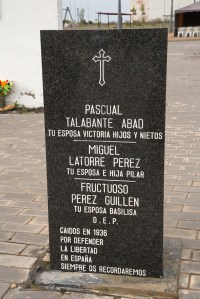 PASCUAL
TALABANTE ABAD
TU ESPOSA VICTORIA HIJOS Y NIETOS
MIGUEL
LATORRE PEREZ
TU ESPOSA E HIJA PILAR
FRUCTUOSO
PEREZ GUILLEN
TU ESPOSA BASILISA
D.E.P.
CAIDOS EN 1936
POR DEFENDER
LA LIBERTAD
EN ESPAÑA
SIEMPRE OS RECORDAREMOS